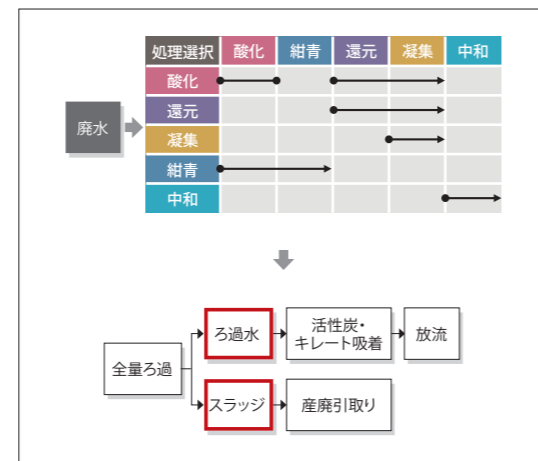 処理選択 酸化 紺青 還元 凝集 中和
酸化
還元
廃水
凝集
紺青
中和
ろ過水
活性炭・
キレート吸着
放流
全量ろ過
スラッジ
産廃引取り